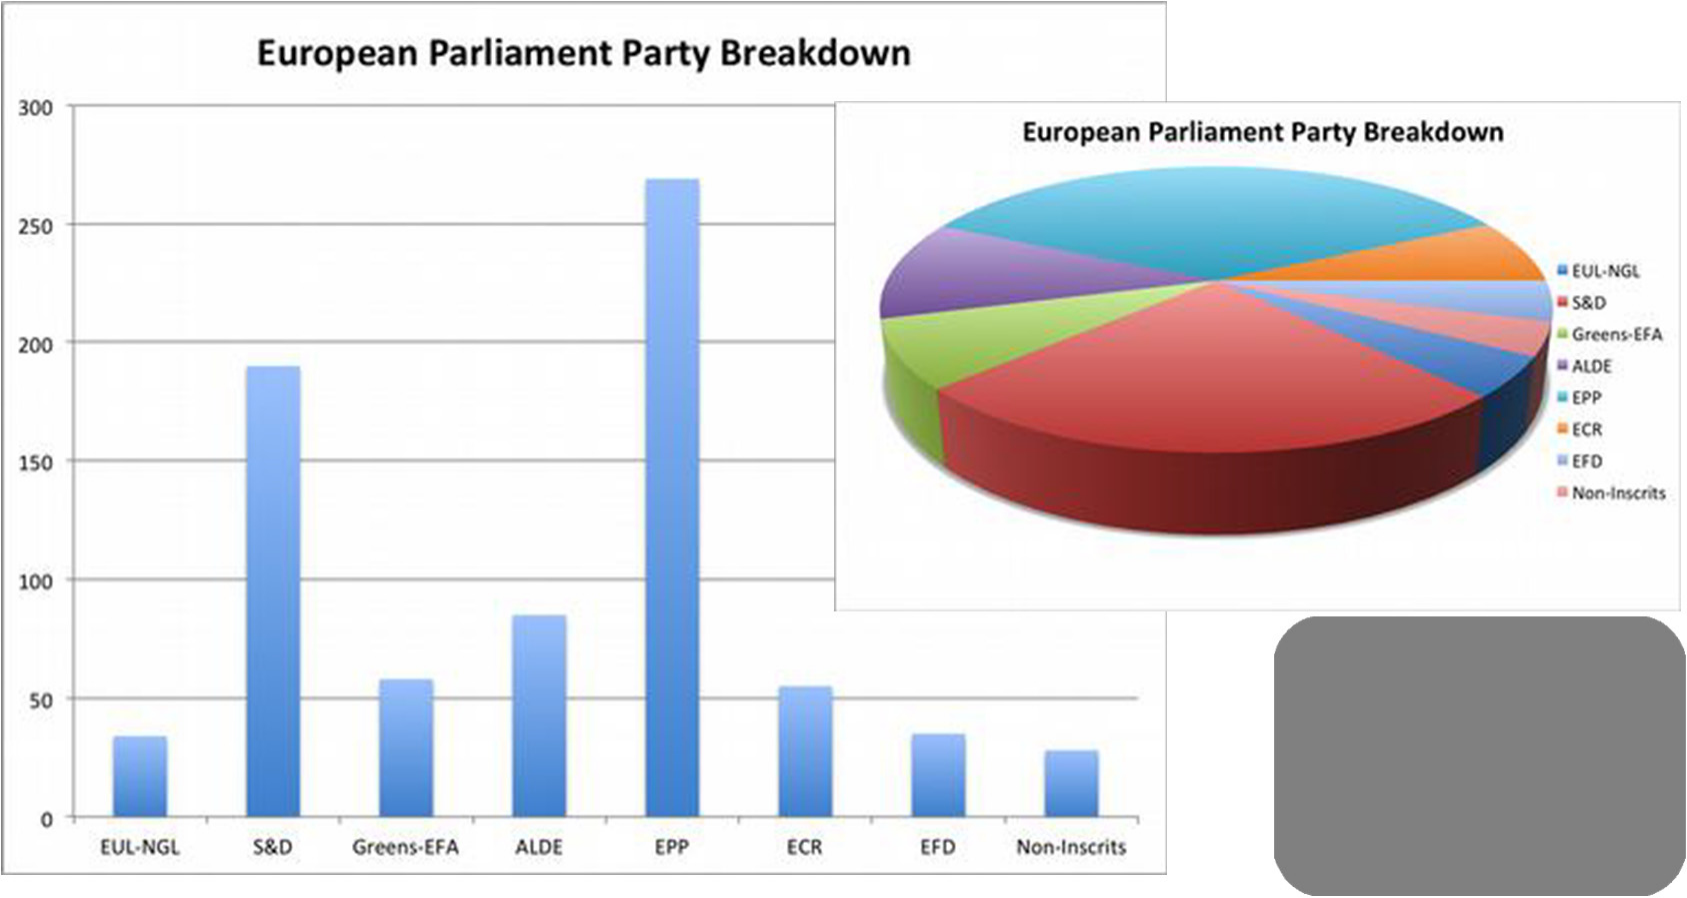 European Parliament Party Breakdown
300
250
200
150
100
50
0
EUL-NGL S&D Greens-EFA ALDE EPP ECR EFD Non-Inscrits
European Parliament Party Breakdown
EUL-NGL
S&D
Greens-EFA
ALDE
EPP
ECR
EFD
Non-Inscrits